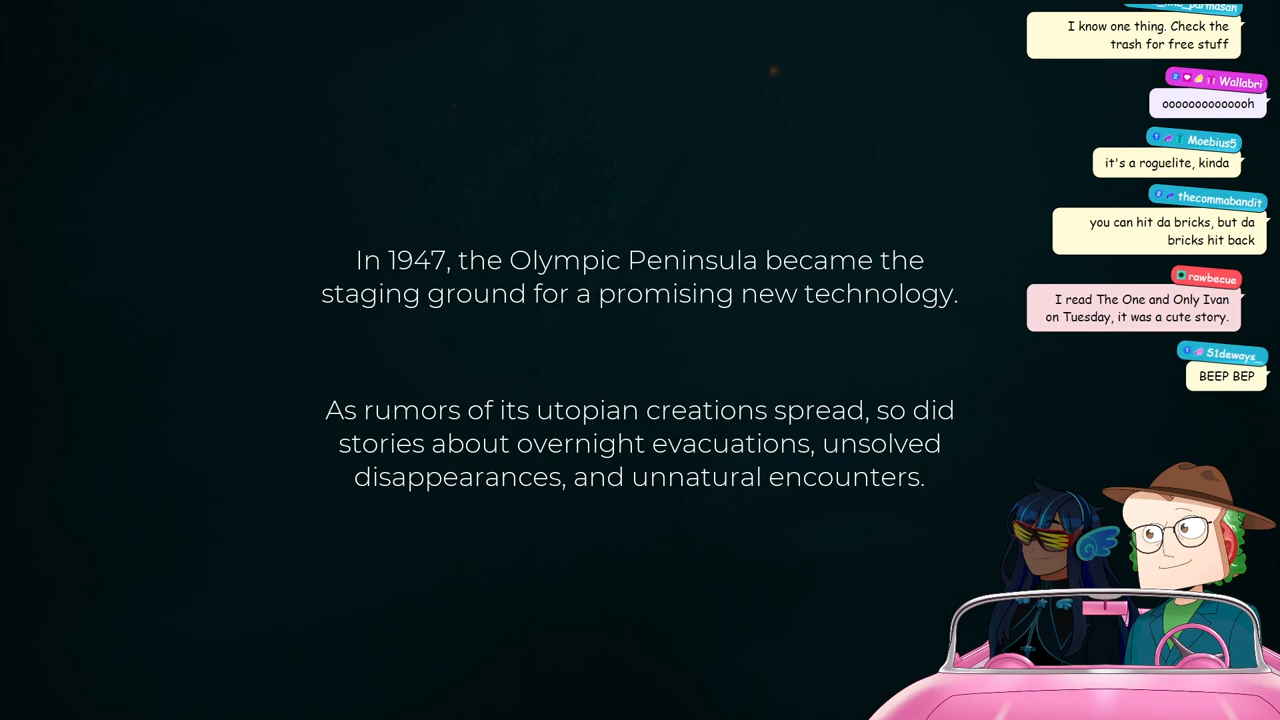 In 1947, the Olympic Peninsula became the
staging ground for a promising new technology.
As rumors of its utopian creations spread, so did
stories about overnight evacuations, unsolved
disappearances, and unnatural encounters.
I know one thing. Check the
trash for free stuff
Wallabri
oooooooooooooh
Moebius5
it's a roguelite, kinda
thecommabandit
you can hit da bricks, but da
bricks hit back
rawbecue
I read The One and Only Ivan
on Tuesday, it was a cute story.
S1deways_
BEEP BEP